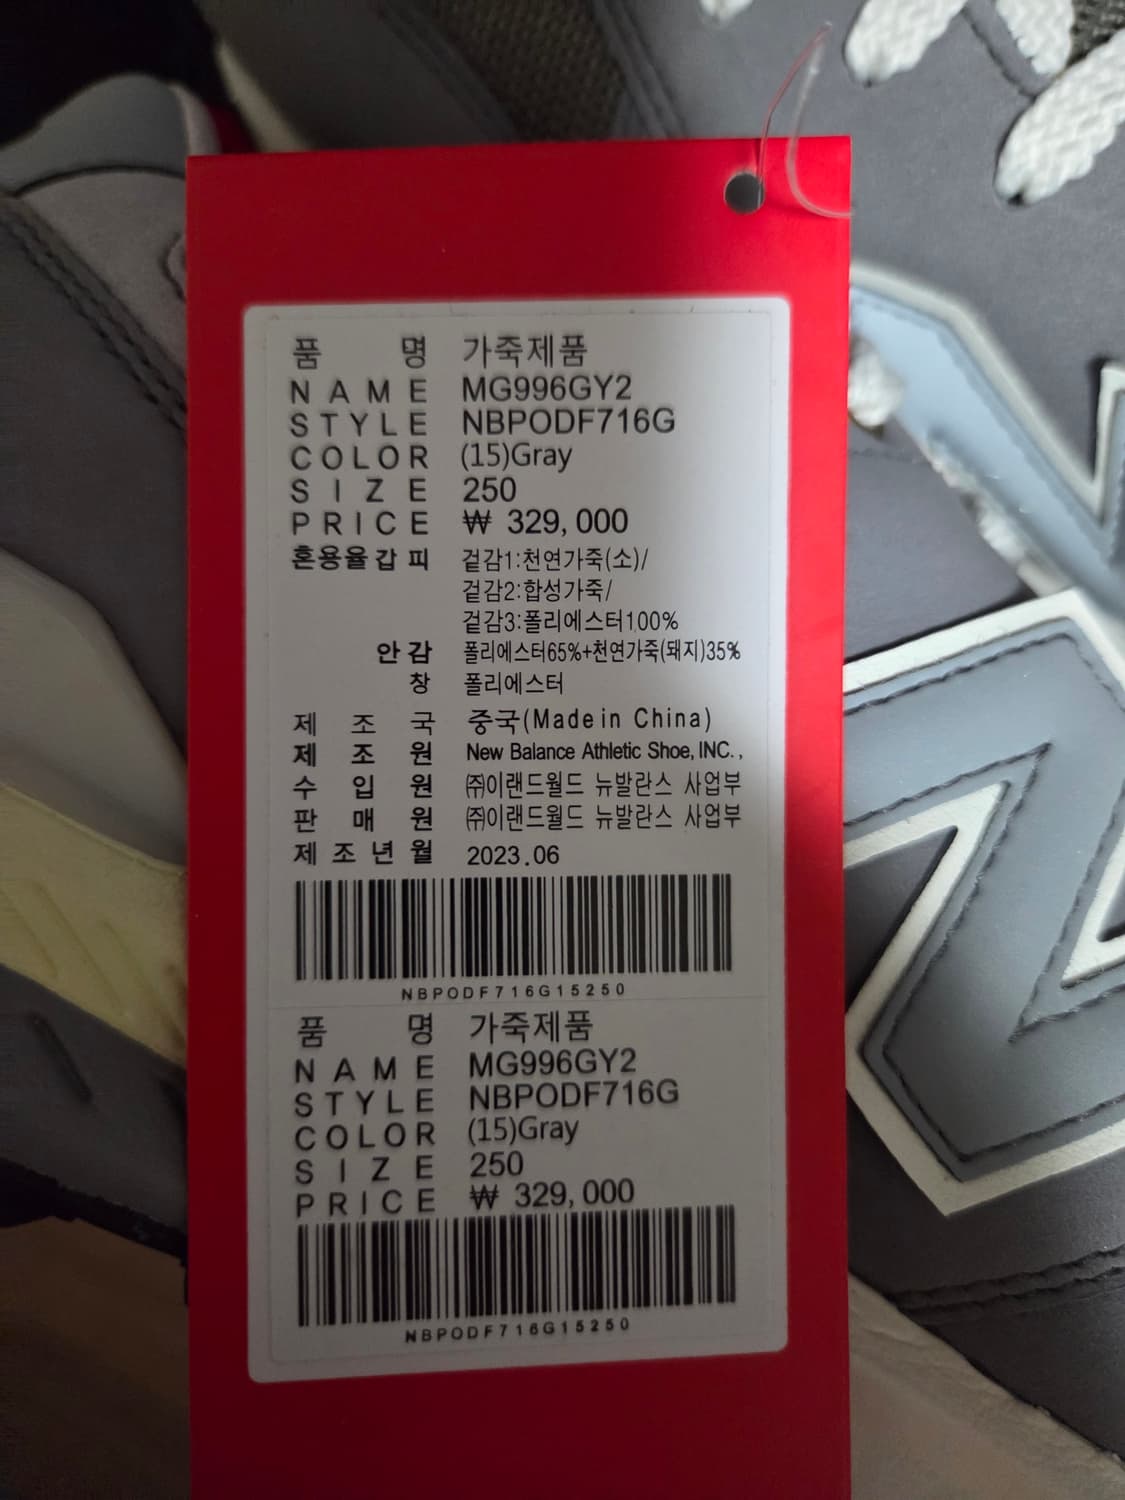 품 명 가죽제품
NAME MG996GY2
STYLE NBPODF716G
COLOR (15)Gray
SIZE 250
PRICE ₩ 329,000
혼용율갑피 겉감1:천연가죽(소)/
겉감2:합성가죽/
겉감3:폴리에스터100%
안감 폴리에스터65%+천연가죽(돼지)35%
창 폴리에스터
제 조 국 중국(Made in China)
제 조 원 New Balance Athletic Shoe, INC.,
수 입 원 ㈜이랜드월드 뉴발란스 사업부
판 매 원 ㈜이랜드월드 뉴발란스 사업부
제조년월 2023.06
NBPODF716G15250
품 명 가죽제품
NAME MG996GY2
STYLE NBPODF716G
COLOR (15)Gray
SIZE 250
PRICE ₩ 329,000
NBPODF716G15250